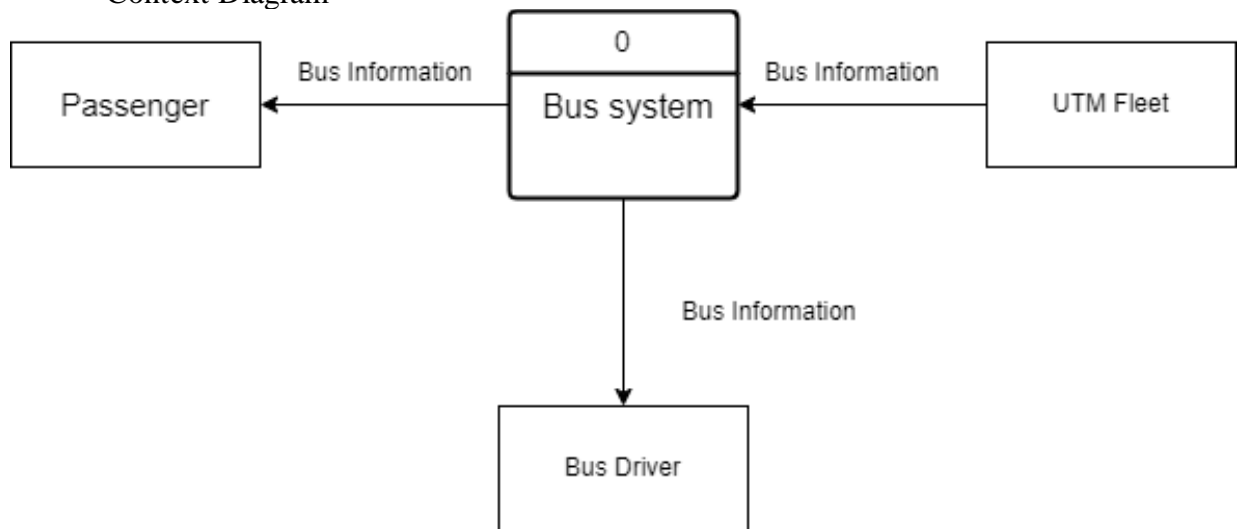 Context Diagram
0
Bus Information
Bus Information
Passenger
Bus system
UTM Fleet
Bus Information
Bus Driver